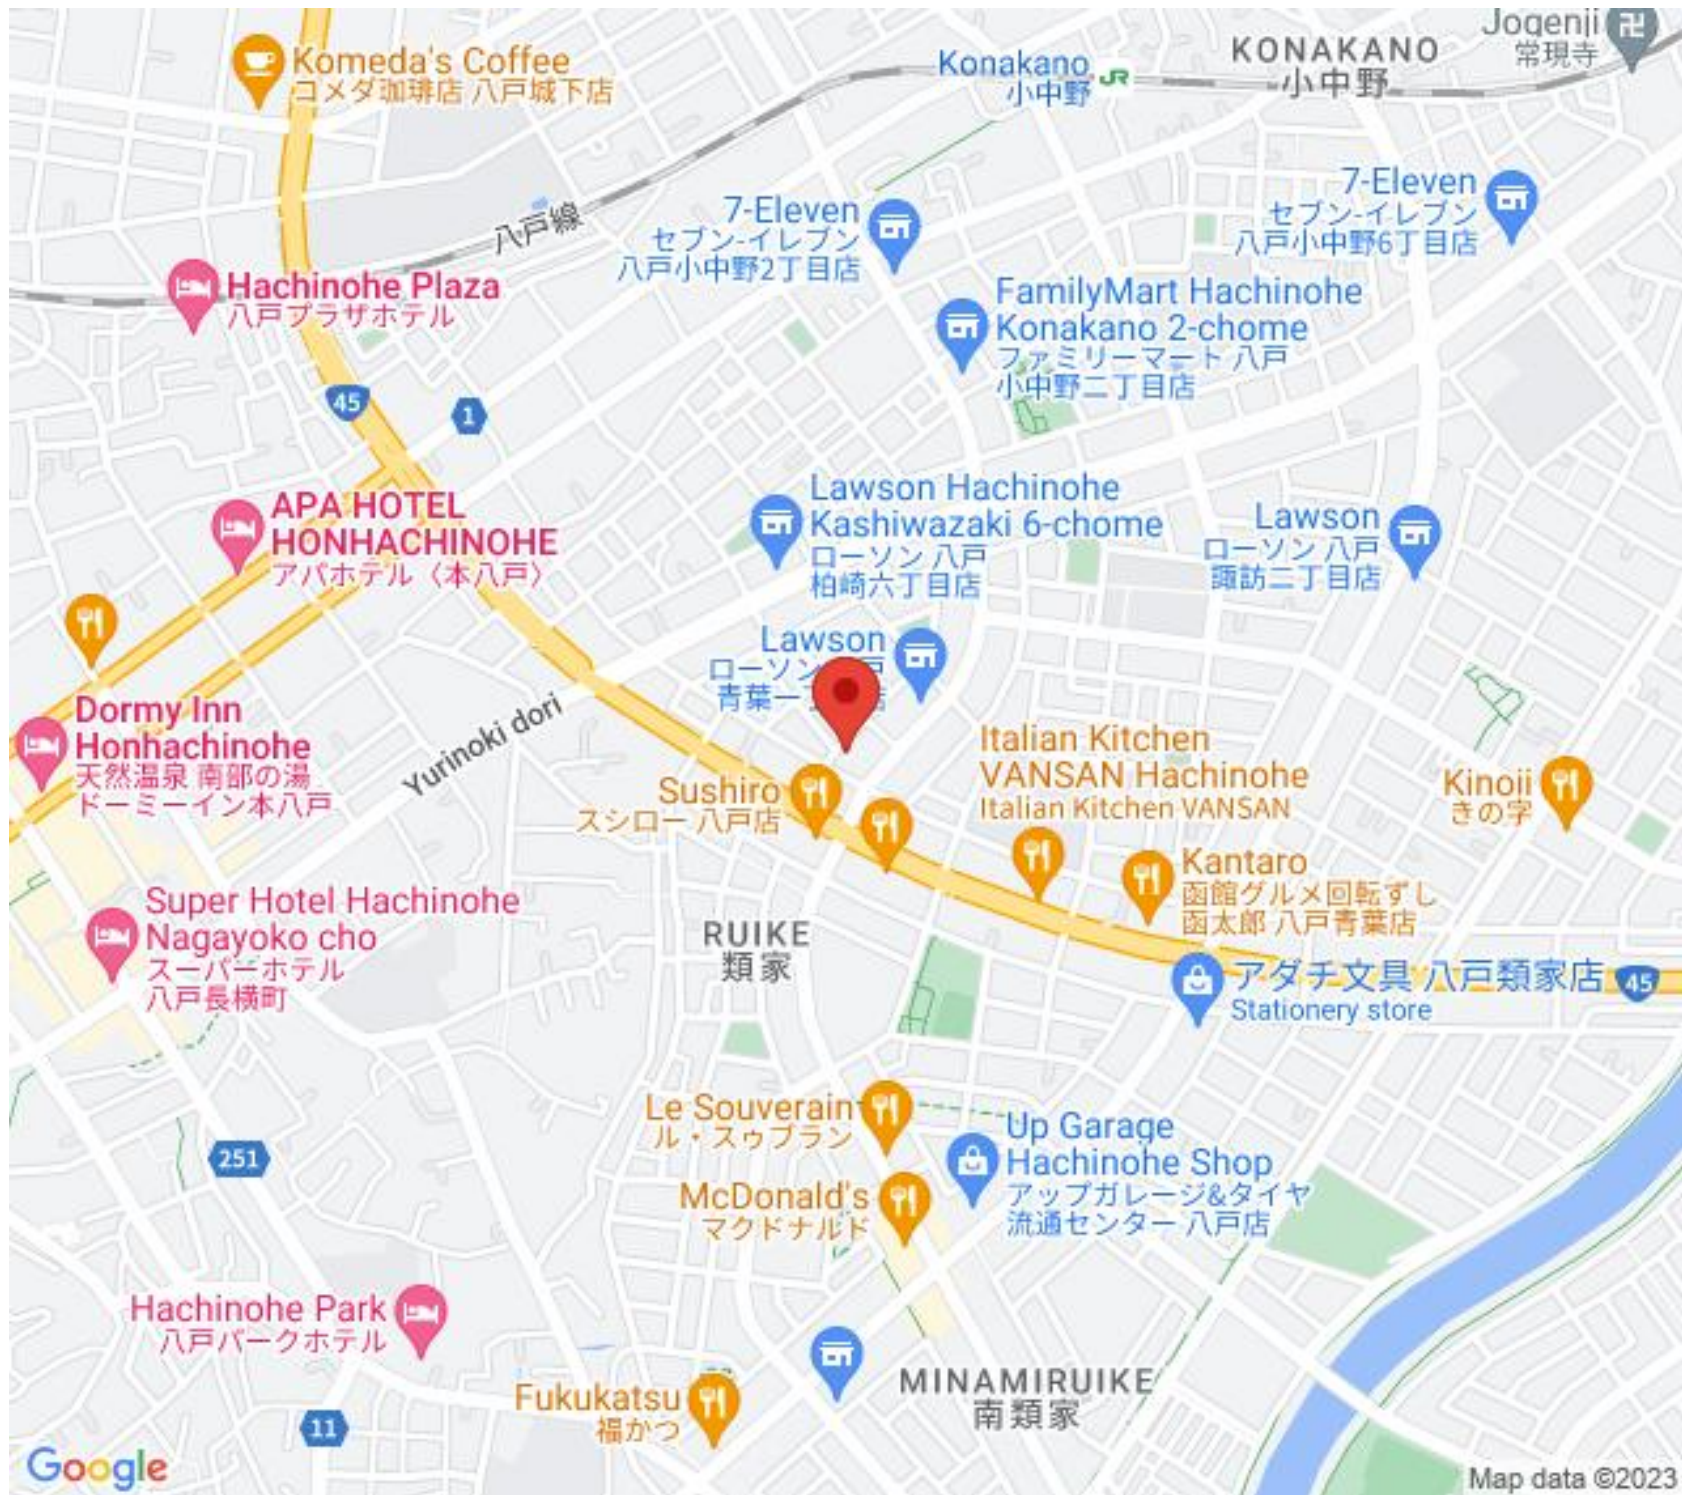 Jogenji
常現寺
KONAKANO
小中野
Konakano
小中野
JR
Komeda's Coffee
コメダ珈琲店 八戸城下店
7-Eleven
セブン-イレブン
八戸小中野6丁目店
7-Eleven
セブン-イレブン
八戸小中野2丁目店
八戸線
Hachinohe Plaza
八戸プラザホテル
FamilyMart Hachinohe
Konakano 2-chome
ファミリーマート 八戸
小中野二丁目店
45
1
APA HOTEL
HONHACHINOHE
アパホテル〈本八戸〉
Lawson Hachinohe
Kashiwazaki 6-chome
ローソン 八戸
柏崎六丁目店
Lawson
ローソン 八戸
諏訪二丁目店
Lawson
ローソン 戸
青葉一 店
Yurinoki dori
Dormy Inn
Honhachinohe
天然温泉 南部の湯
ドーミーイン本八戸
Sushiro
スシロー 八戸店
Italian Kitchen
VANSAN Hachinohe
Italian Kitchen VANSAN
Kinoji
きの字
Kantaro
函館グルメ回転ずし
函太郎 八戸青葉店
Super Hotel Hachinohe
Nagayoko cho
スーパーホテル
八戸長横町
RUIKE
類家
アダチ文具 八戸類家店
Stationery store
45
Le Souverain
ル・スゥブラン
Up Garage
Hachinohe Shop
アップガレージ&タイヤ
流通センター 八戸店
251
McDonald's
マクドナルド
Hachinohe Park
八戸パークホテル
MINAMIRUIKE
南類家
Fukukatsu
福かつ
11
Google
Map data ©2023